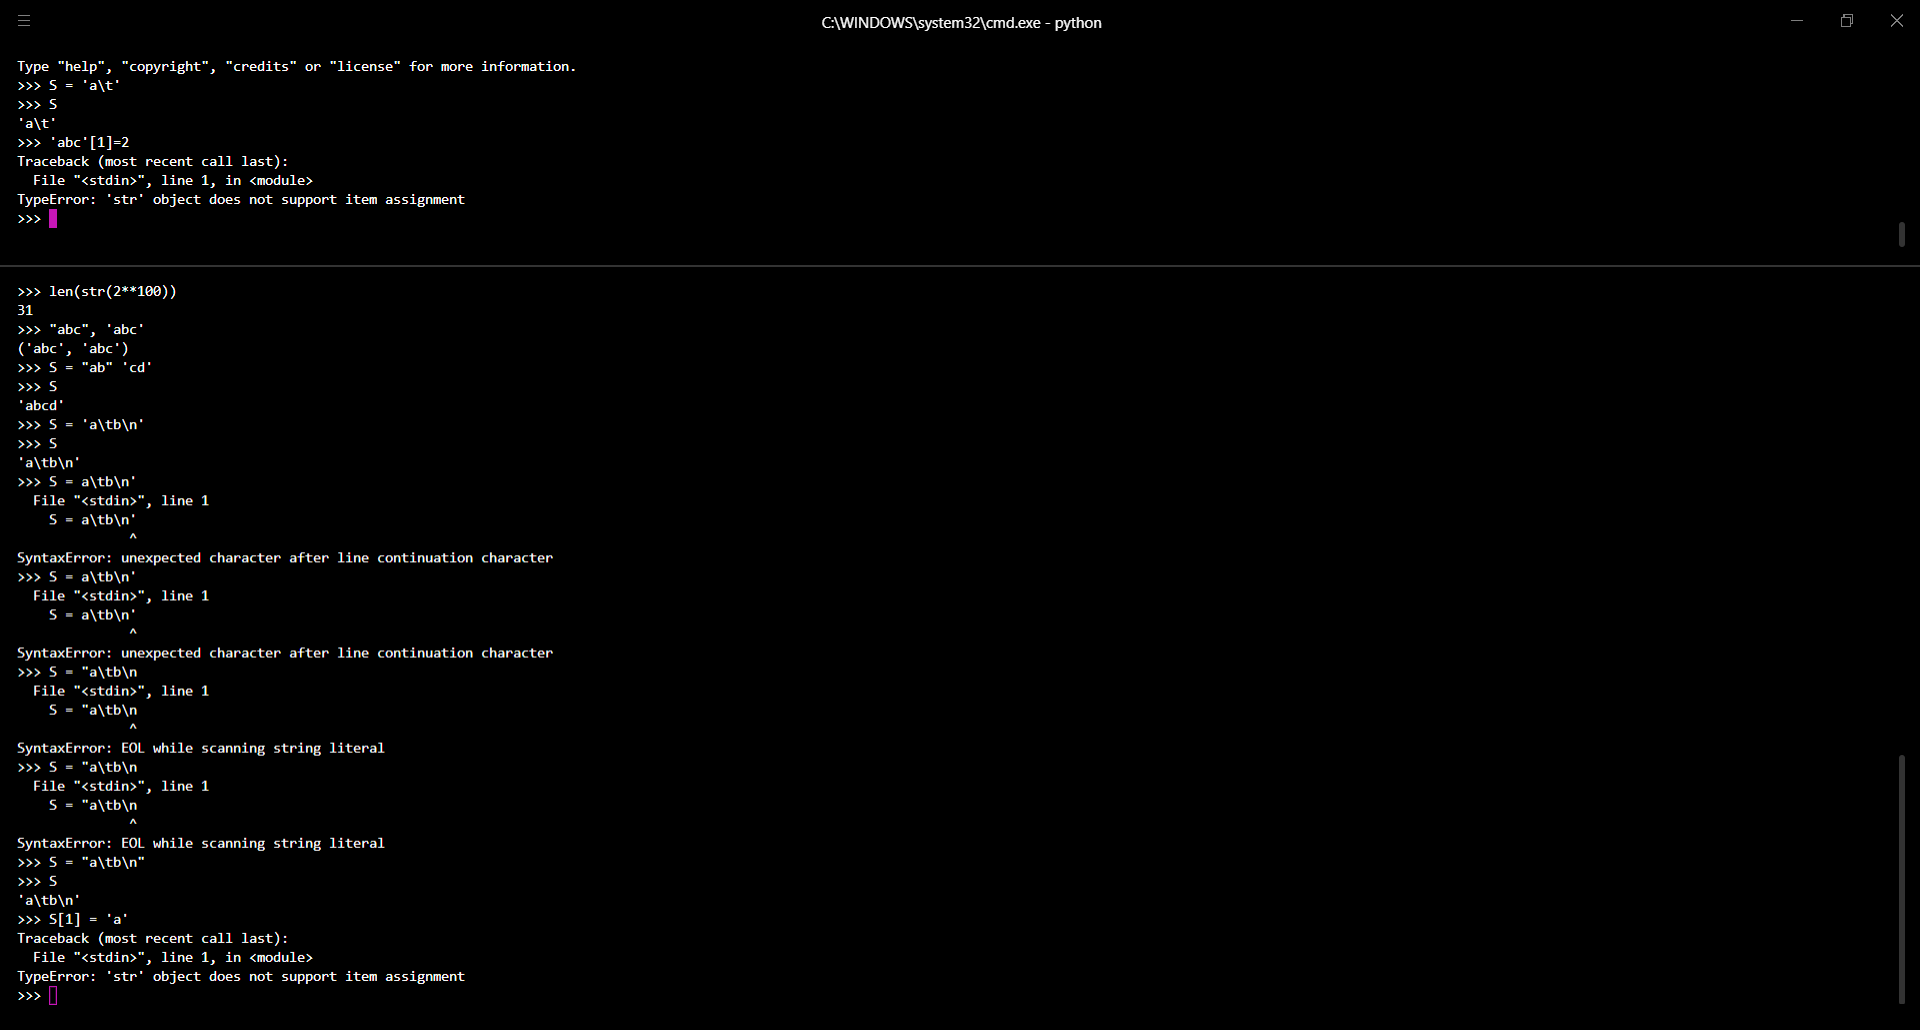 C:\WINDOWS\system32\cmd.exe - python
Type "help", "copyright", "credits" or "license" for more information.
>>> S = 'a\t'
>>> S
'a\t'
>>> 'abc'[1]=2
Traceback (most recent call last):
  File "<stdin>", line 1, in <module>
TypeError: 'str' object does not support item assignment
>>>
>>> len(str(2**100))
31
>>> "abc", 'abc'
('abc', 'abc')
>>> S = "ab" 'cd'
>>> S
'abcd'
>>> S = 'a\tb\n'
>>> S
'a\tb\n'
>>> S = a\tb\n'
  File "<stdin>", line 1
    S = a\tb\n'
              ^
SyntaxError: unexpected character after line continuation character
>>> S = a\tb\n'
  File "<stdin>", line 1
    S = a\tb\n'
              ^
SyntaxError: unexpected character after line continuation character
>>> S = "a\tb\n
  File "<stdin>", line 1
    S = "a\tb\n
              ^
SyntaxError: EOL while scanning string literal
>>> S = "a\tb\n
  File "<stdin>", line 1
    S = "a\tb\n
              ^
SyntaxError: EOL while scanning string literal
>>> S = "a\tb\n"
>>> S
'a\tb\n'
>>> S[1] = 'a'
Traceback (most recent call last):
  File "<stdin>", line 1, in <module>
TypeError: 'str' object does not support item assignment
>>>